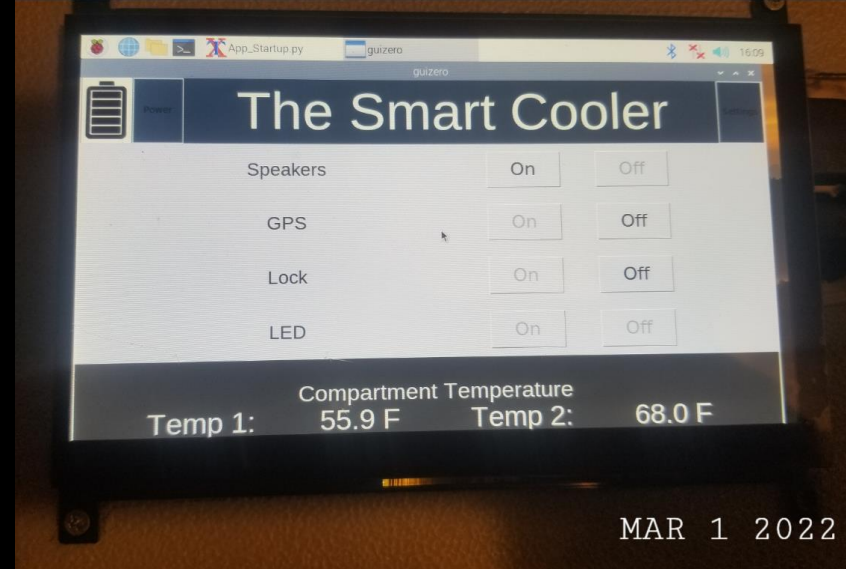 App_Startup.py guizero 16:09
guizero
Power The Smart Cooler Settings
Speakers On Off
GPS On Off
Lock On Off
LED On Off
Compartment Temperature
Temp 1: 55.9 F Temp 2: 68.0 F
MAR 1 2022